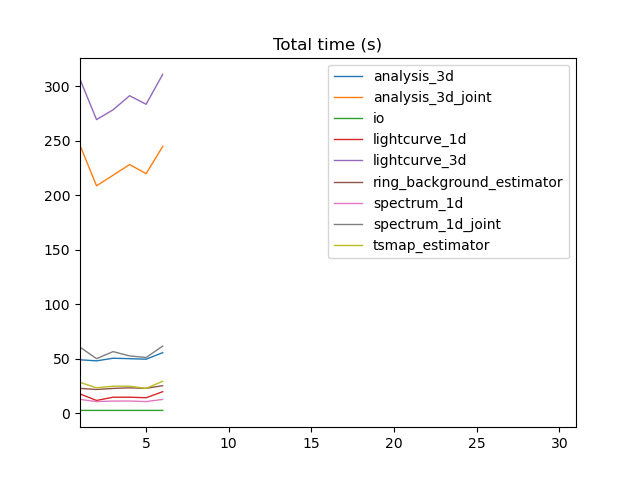 Total time (s)
300
250
200
150
100
50
0
analysis_3d
analysis_3d_joint
io
lightcurve_1d
lightcurve_3d
ring_background_estimator
spectrum_1d
spectrum_1d_joint
tsmap_estimator
5 10 15 20 25 30